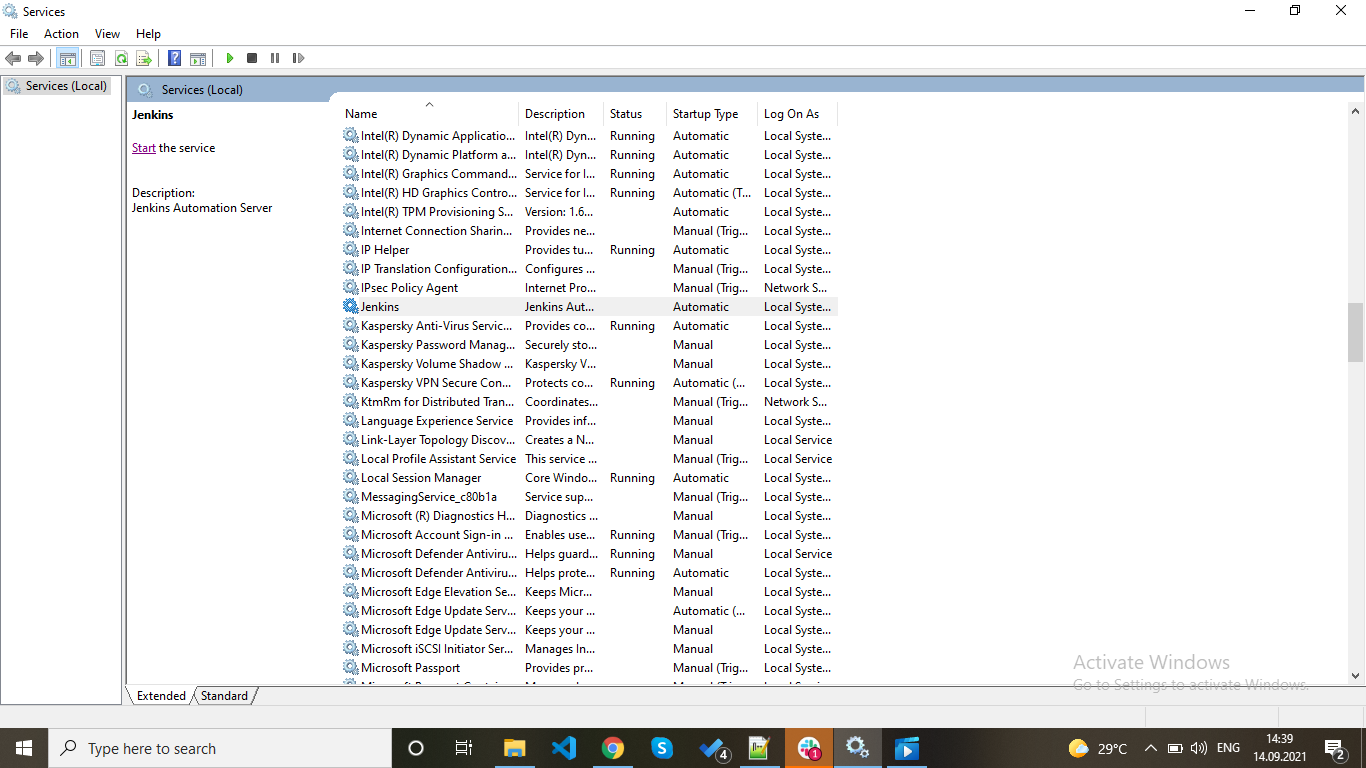 Services
File Action View Help
Services (Local)
Services (Local)
Jenkins
Start the service
Description:
Jenkins Automation Server
Name Description Status Startup Type Log On As
Intel(R) Dynamic Applicatio... Intel(R) Dyn... Running Automatic Local Syste...
Intel(R) Dynamic Platform a... Intel(R) Dyn... Running Automatic Local Syste...
Intel(R) Graphics Command... Service for I... Running Automatic Local Syste...
Intel(R) HD Graphics Contro... Service for I... Running Automatic (T... Local Syste...
Intel(R) TPM Provisioning S... Version: 1.6... Automatic Local Syste...
Internet Connection Sharin... Provides ne... Manual (Trig... Local Syste...
IP Helper Provides tu... Running Automatic Local Syste...
IP Translation Configuration... Configures ... Manual (Trig... Local Syste...
IPsec Policy Agent Internet Pro... Manual (Trig... Network S...
Jenkins Jenkins Aut... Automatic Local Syste...
Kaspersky Anti-Virus Servic... Provides co... Running Automatic Local Syste...
Kaspersky Password Manag... Securely sto... Manual Local Syste...
Kaspersky Volume Shadow ... Kaspersky V... Manual Local Syste...
Kaspersky VPN Secure Con... Protects co... Running Automatic (... Local Syste...
KtmRm for Distributed Tran... Coordinates... Manual (Trig... Network S...
Language Experience Service Provides inf... Manual Local Syste...
Link-Layer Topology Discov... Creates a N... Manual Local Service
Local Profile Assistant Service This service ... Manual (Trig... Local Service
Local Session Manager Core Windo... Running Automatic Local Syste...
MessagingService_c80b1a Service sup... Manual (Trig... Local Syste...
Microsoft (R) Diagnostics H... Diagnostics ... Manual Local Syste...
Microsoft Account Sign-in ... Enables use... Running Manual (Trig... Local Syste...
Microsoft Defender Antiviru... Helps guard... Running Manual Local Service
Microsoft Defender Antiviru... Helps prote... Running Automatic Local Syste...
Microsoft Edge Elevation Se... Keeps Micr... Manual Local Syste...
Microsoft Edge Update Serv... Keeps your ... Automatic (... Local Syste...
Microsoft Edge Update Serv... Keeps your ... Manual Local Syste...
Microsoft iSCSI Initiator Ser... Manages In... Manual Local Syste...
Microsoft Passport Provides pr... Manual (Trig... Local Syste...
Activate Windows
Go to Settings to activate Windows.
Extended Standard
Type here to search
4
1
29°C
ENG
14:39
14.09.2021
2